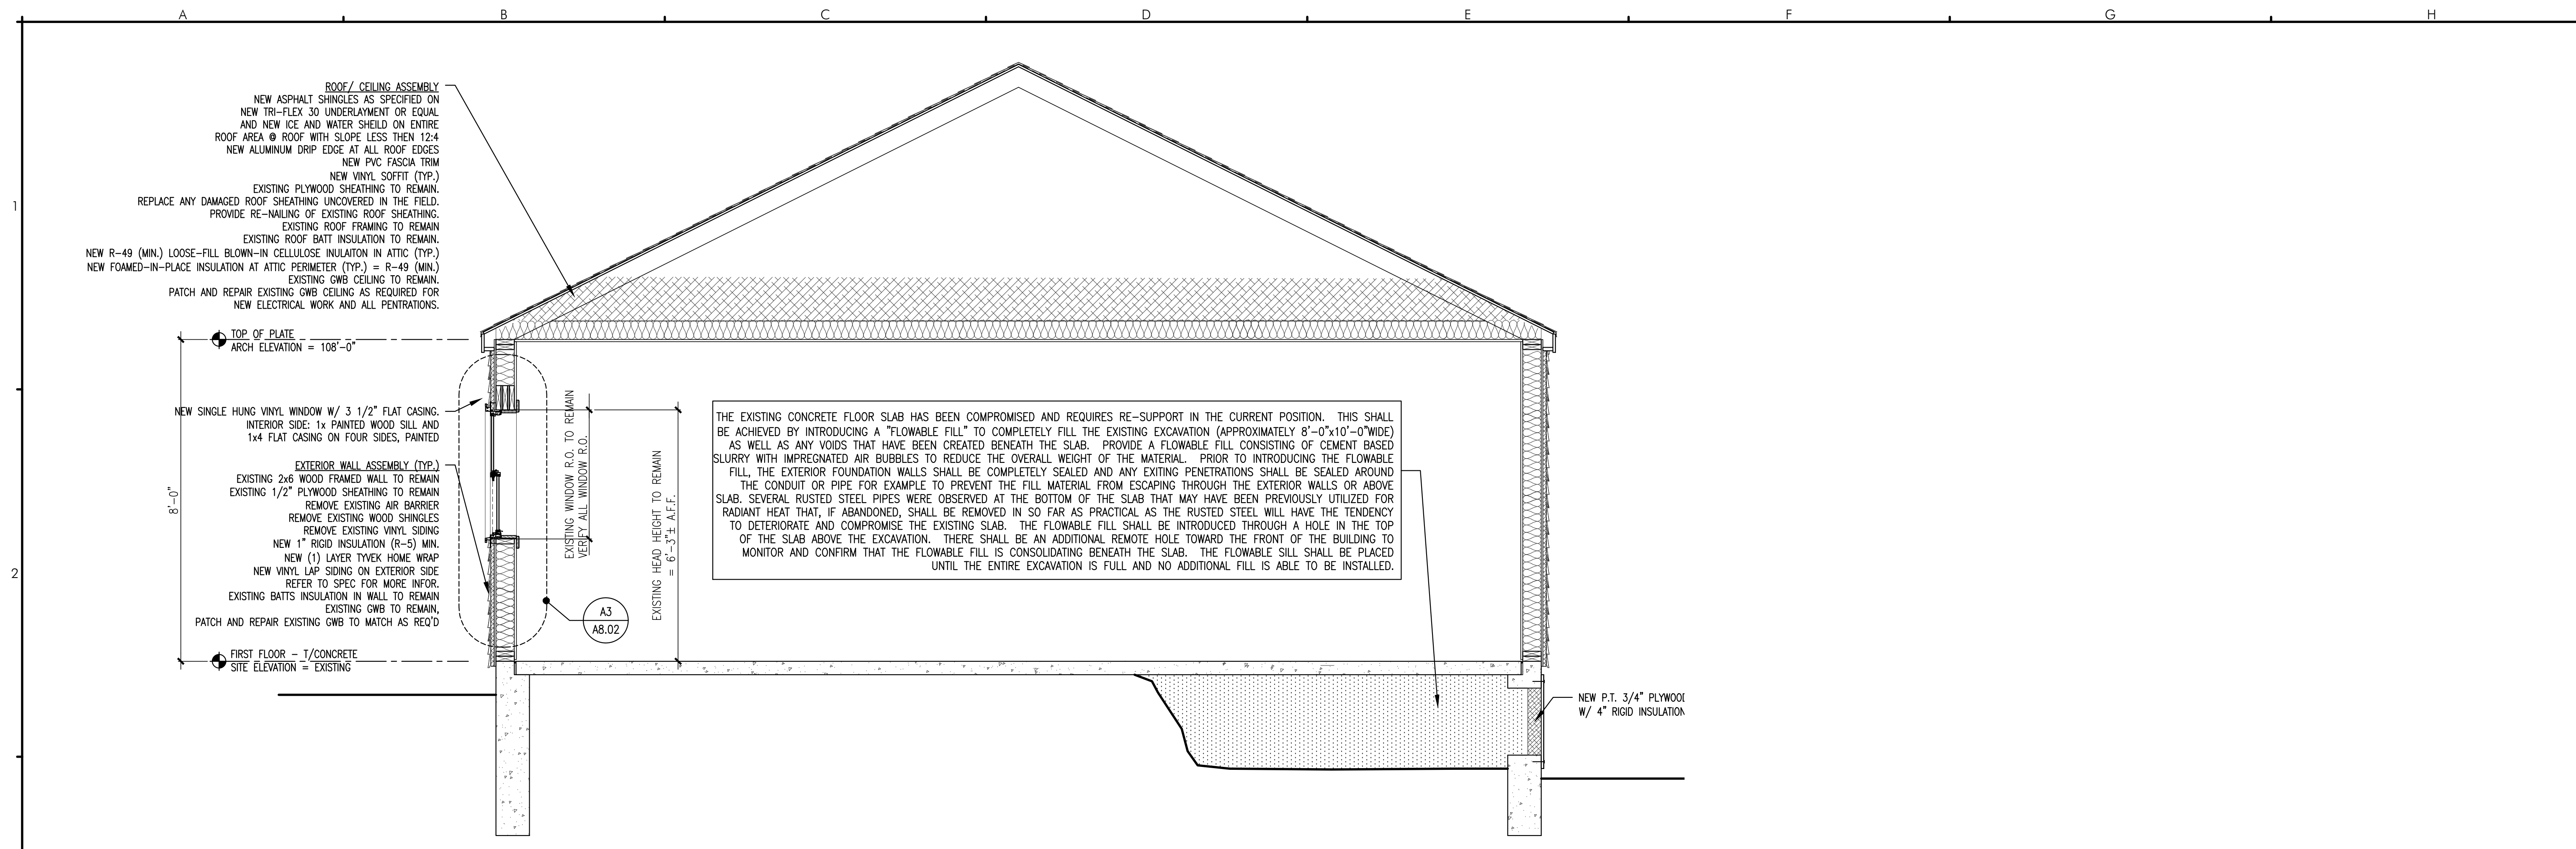 A B C D E F G H
1
2
ROOF/ CEILING ASSEMBLY
NEW ASPHALT SHINGLES AS SPECIFIED ON
NEW TRI-FLEX 30 UNDERLAYMENT OR EQUAL
AND NEW ICE AND WATER SHEILD ON ENTIRE
ROOF AREA @ ROOF WITH SLOPE LESS THEN 12:4
NEW ALUMINUM DRIP EDGE AT ALL ROOF EDGES
NEW PVC FASCIA TRIM
NEW VINYL SOFFIT (TYP.)
EXISTING PLYWOOD SHEATHING TO REMAIN.
REPLACE ANY DAMAGED ROOF SHEATHING UNCOVERED IN THE FIELD.
PROVIDE RE-NAILING OF EXISTING ROOF SHEATHING.
EXISTING ROOF FRAMING TO REMAIN
EXISTING ROOF BATT INSULATION TO REMAIN.
NEW R-49 (MIN.) LOOSE-FILL BLOWN-IN CELLULOSE INULAITON IN ATTIC (TYP.)
NEW FOAMED-IN-PLACE INSULATION AT ATTIC PERIMETER (TYP.) = R-49 (MIN.)
EXISTING GWB CEILING TO REMAIN.
PATCH AND REPAIR EXISTING GWB CEILING AS REQUIRED FOR
NEW ELECTRICAL WORK AND ALL PENTRATIONS.
TOP OF PLATE
ARCH ELEVATION = 108'-0"
8'-0"
NEW SINGLE HUNG VINYL WINDOW W/ 3 1/2" FLAT CASING.
INTERIOR SIDE: 1x PAINTED WOOD SILL AND
1x4 FLAT CASING ON FOUR SIDES, PAINTED
EXTERIOR WALL ASSEMBLY (TYP.)
EXISTING 2x6 WOOD FRAMED WALL TO REMAIN
EXISTING 1/2" PLYWOOD SHEATHING TO REMAIN
REMOVE EXISTING AIR BARRIER
REMOVE EXISTING WOOD SHINGLES
REMOVE EXISTING VINYL SIDING
NEW 1" RIGID INSULATION (R-5) MIN.
NEW (1) LAYER TYVEK HOME WRAP
NEW VINYL LAP SIDING ON EXTERIOR SIDE
REFER TO SPEC FOR MORE INFOR.
EXISTING BATTS INSULATION IN WALL TO REMAIN
EXISTING GWB TO REMAIN,
PATCH AND REPAIR EXISTING GWB TO MATCH AS REQ'D
FIRST FLOOR - T/CONCRETE
SITE ELEVATION = EXISTING
EXISTING WINDOW R.O. TO REMAIN
VERIFY ALL WINDOW R.O.
EXISTING HEAD HEIGHT TO REMAIN
= 6'-3"± A.F.F.
A3
A8.02
THE EXISTING CONCRETE FLOOR SLAB HAS BEEN COMPROMISED AND REQUIRES RE-SUPPORT IN THE CURRENT POSITION. THIS SHALL
BE ACHIEVED BY INTRODUCING A "FLOWABLE FILL" TO COMPLETELY FILL THE EXISTING EXCAVATION (APPROXIMATELY 8'-0"x10'-0"WIDE)
AS WELL AS ANY VOIDS THAT HAVE BEEN CREATED BENEATH THE SLAB. PROVIDE A FLOWABLE FILL CONSISTING OF CEMENT BASED
SLURRY WITH IMPREGNATED AIR BUBBLES TO REDUCE THE OVERALL WEIGHT OF THE MATERIAL. PRIOR TO INTRODUCING THE FLOWABLE
FILL, THE EXTERIOR FOUNDATION WALLS SHALL BE COMPLETELY SEALED AND ANY EXITING PENETRATIONS SHALL BE SEALED AROUND
THE CONDUIT OR PIPE FOR EXAMPLE TO PREVENT THE FILL MATERIAL FROM ESCAPING THROUGH THE EXTERIOR WALLS OR ABOVE
SLAB. SEVERAL RUSTED STEEL PIPES WERE OBSERVED AT THE BOTTOM OF THE SLAB THAT MAY HAVE BEEN PREVIOUSLY UTILIZED FOR
RADIANT HEAT THAT, IF ABANDONED, SHALL BE REMOVED IN SO FAR AS PRACTICAL AS THE RUSTED STEEL WILL HAVE THE TENDENCY
TO DETERIORATE AND COMPROMISE THE EXISTING SLAB. THE FLOWABLE FILL SHALL BE INTRODUCED THROUGH A HOLE IN THE TOP
OF THE SLAB ABOVE THE EXCAVATION. THERE SHALL BE AN ADDITIONAL REMOTE HOLE TOWARD THE FRONT OF THE BUILDING TO
MONITOR AND CONFIRM THAT THE FLOWABLE FILL IS CONSOLIDATING BENEATH THE SLAB. THE FLOWABLE SILL SHALL BE PLACED
UNTIL THE ENTIRE EXCAVATION IS FULL AND NO ADDITIONAL FILL IS ABLE TO BE INSTALLED.
NEW P.T. 3/4" PLYWOO
W/ 4" RIGID INSULATION